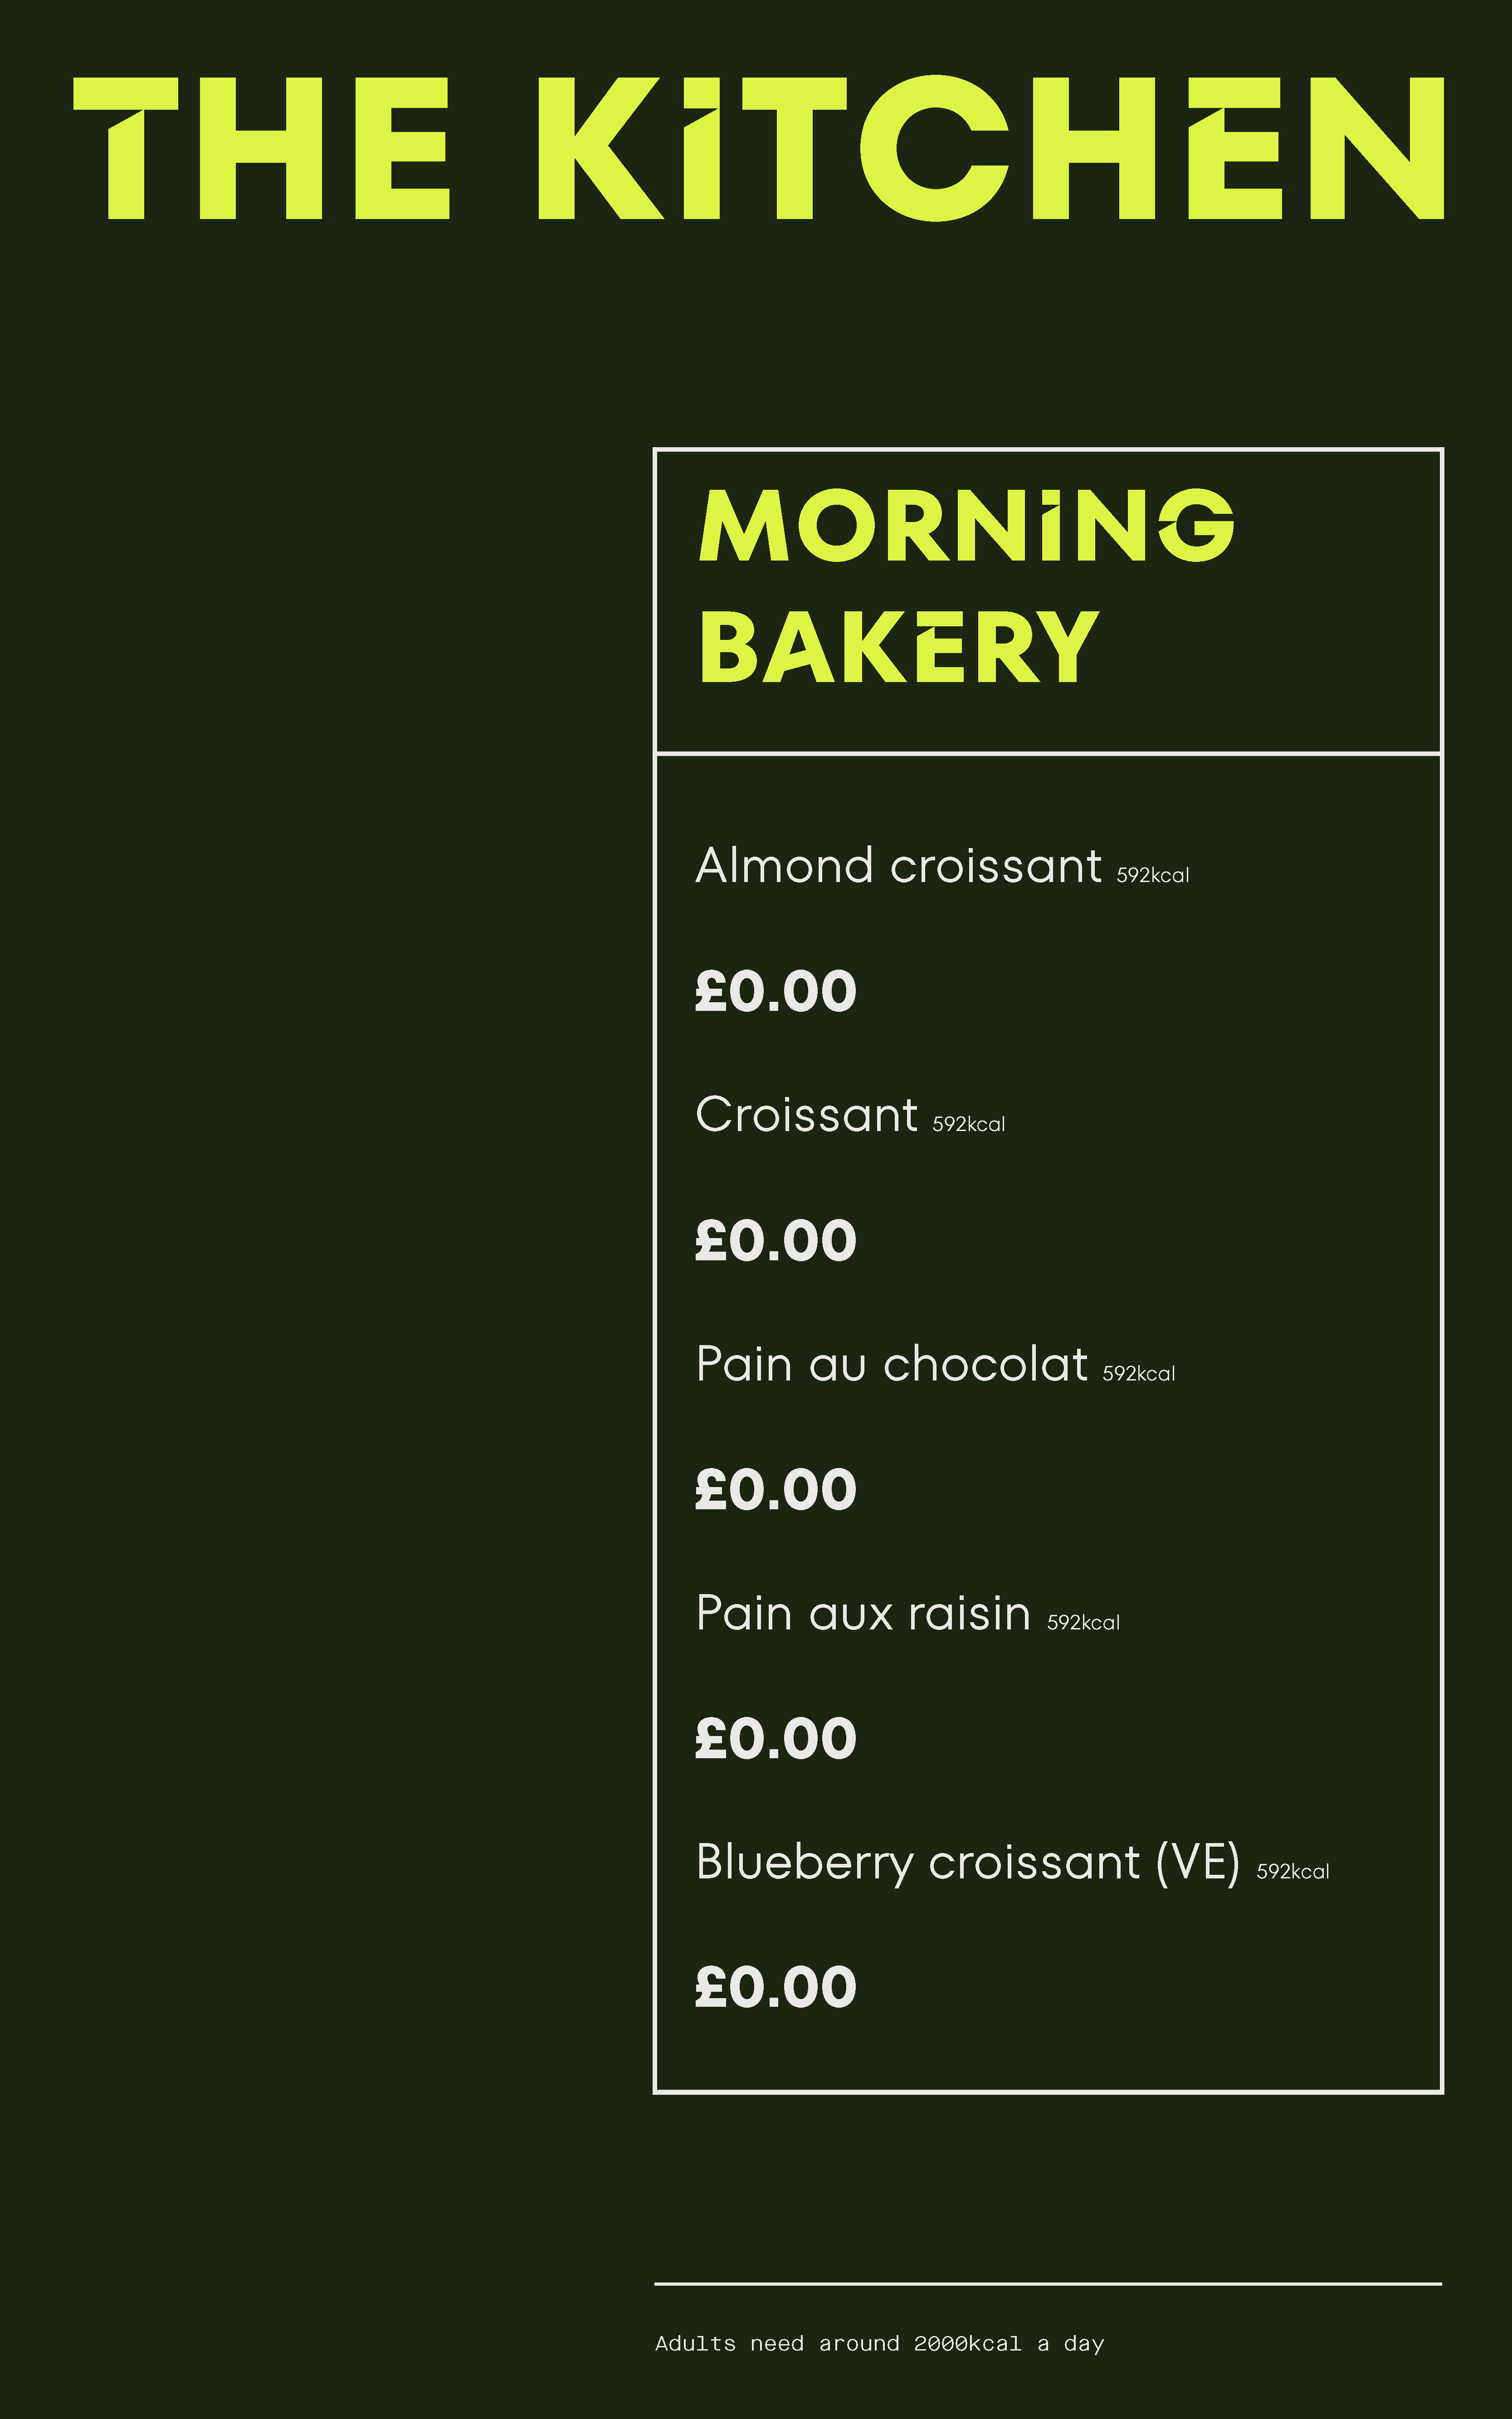 THE KiTCHEN
MORNiNG
BAKERY
Almond croissant 592kcal
£0.00
Croissant 592kcal
£0.00
Pain au chocolat 592kcal
£0.00
Pain aux raisin 592kcal
£0.00
Blueberry croissant (VE) 592kcal
£0.00
Adults need around 2000kcal a day